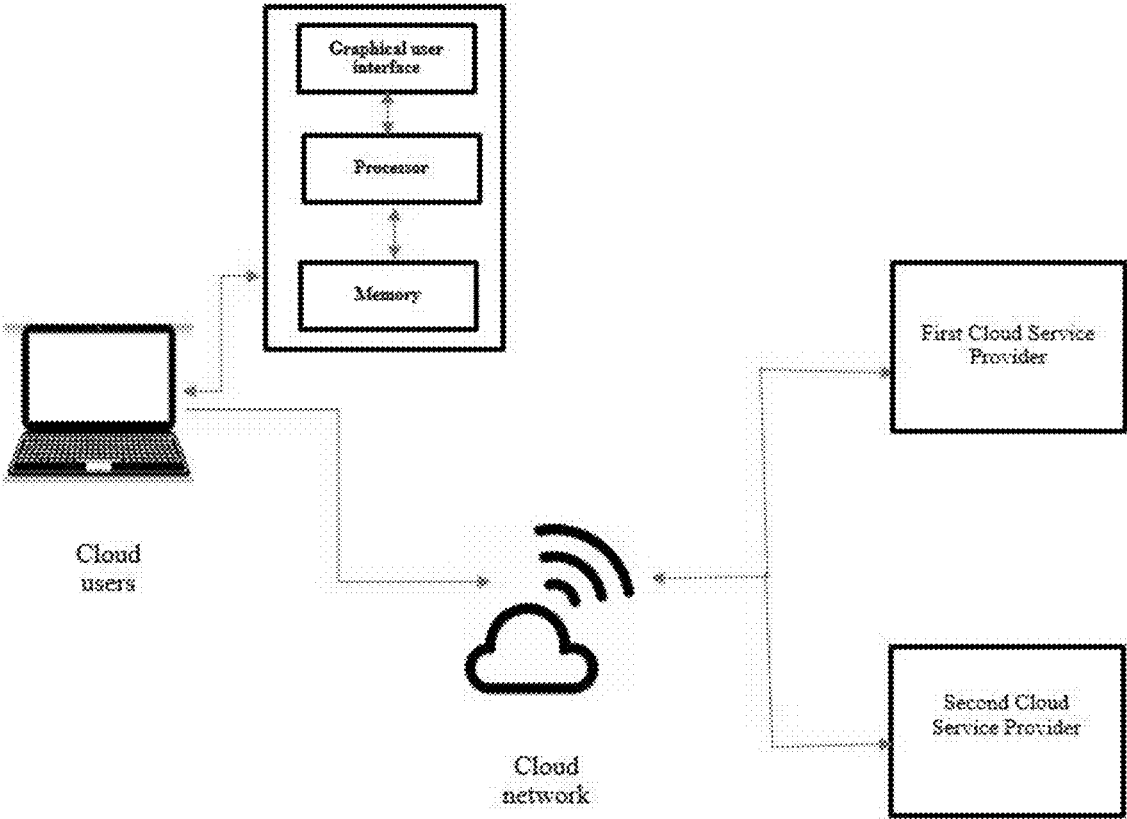 Graphical user
interface
Processor
Memory
First Cloud Service
Provider
Cloud
users
Second Cloud
Service Provider
Cloud
network